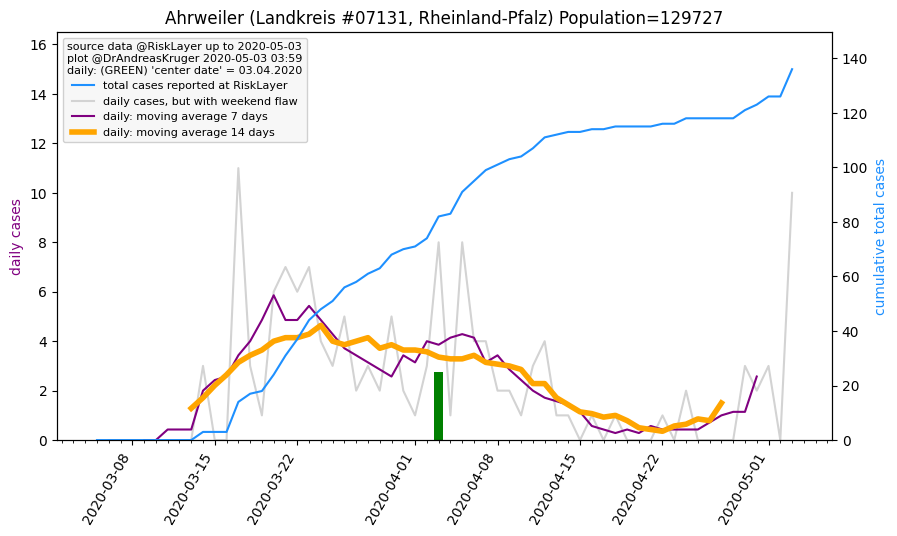 Ahrweiler (Landkreis #07131, Rheinland-Pfalz) Population=129727
source data @RiskLayer up to 2020-05-03
plot @DrAndreasKruger 2020-05-03 03:59
daily: (GREEN) 'center date' = 03.04.2020
total cases reported at RiskLayer
daily cases, but with weekend flaw
daily: moving average 7 days
daily: moving average 14 days
daily cases
16
14
12
10
8
6
4
2
0
140
120
100
80
60
40
20
0
cumulative total cases
2020-03-08
2020-03-15
2020-03-22
2020-04-01
2020-04-08
2020-04-15
2020-04-22
2020-05-01